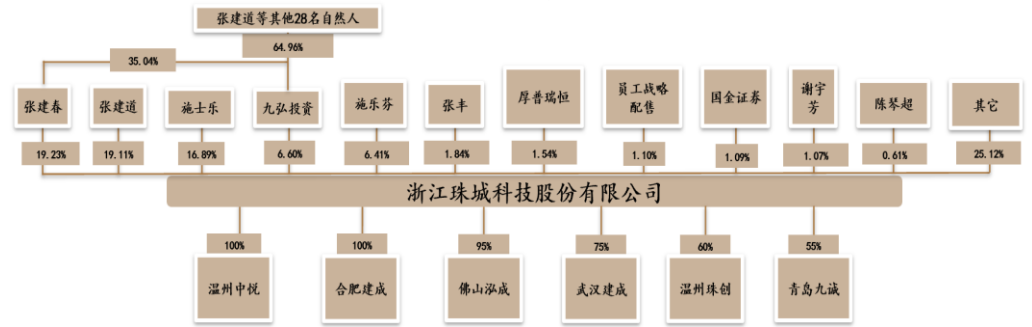 张建道等其他28名自然人
64.96%
35.04%
张建春
张建道
施士乐
九弘投资
施乐芬
张丰
厚普瑞恒
员工战略
配售
国金证券
谢宇
芳
陈琴超
其它
19.23%
19.11%
16.89%
6.60%
6.41%
1.84%
1.54%
1.10%
1.09%
1.07%
0.61%
25.12%
浙江珠城科技股份有限公司
100%
100%
95%
75%
60%
55%
温州中悦
合肥建成
佛山泓成
武汉建成
温州珠创
青岛九诚